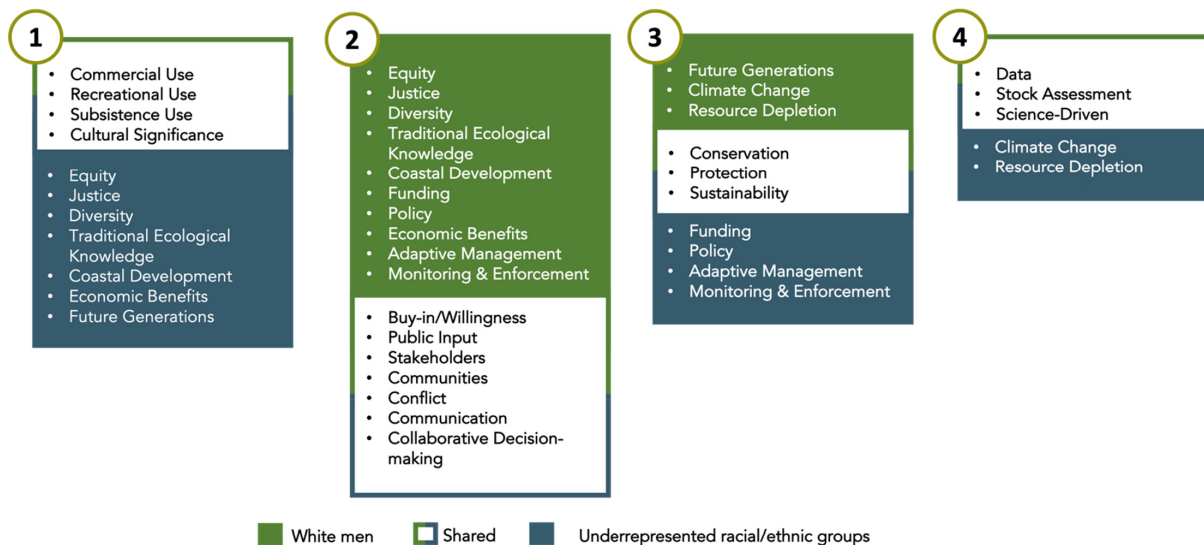 1
• Commercial Use
• Recreational Use
• Subsistence Use
• Cultural Significance
• Equity
• Justice
• Diversity
• Traditional Ecological
Knowledge
• Coastal Development
• Economic Benefits
• Future Generations
2
• Equity
• Justice
• Diversity
• Traditional Ecological
Knowledge
• Coastal Development
• Funding
• Policy
• Economic Benefits
• Adaptive Management
• Monitoring & Enforcement
• Buy-in/Willingness
• Public Input
• Stakeholders
• Communities
• Conflict
• Communication
• Collaborative Decision-
making
3
• Future Generations
• Climate Change
• Resource Depletion
• Conservation
• Protection
• Sustainability
• Funding
• Policy
• Adaptive Management
• Monitoring & Enforcement
4
• Data
• Stock Assessment
• Science-Driven
• Climate Change
• Resource Depletion
White men
Shared
Underrepresented racial/ethnic groups